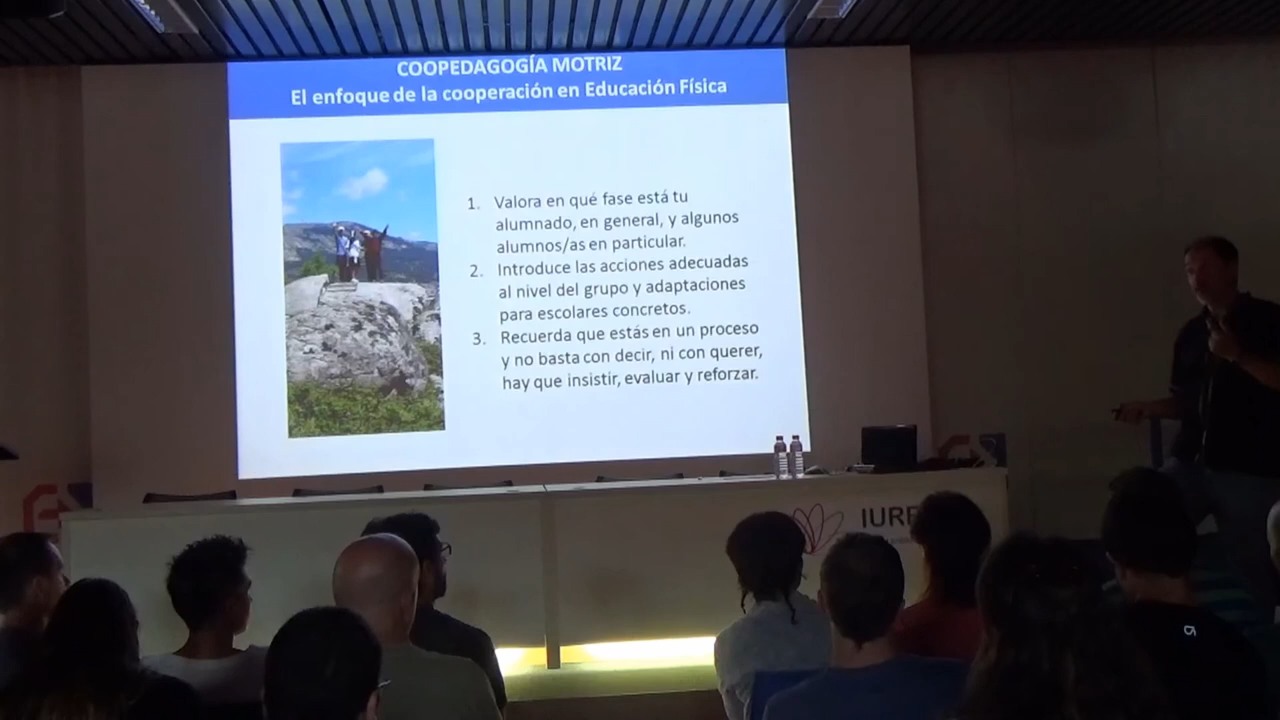 COOPEDAGOGÍA MOTRIZ
El enfoque de la cooperación en Educación Física
1. Valora en qué fase está tu
alumnado, en general, y algunos
alumnos/as en particular.
2. Introduce las acciones adecuadas
al nivel del grupo y adaptaciones
para escolares concretos.
3. Recuerda que estás en un proceso
y no basta con decir, ni con querer,
hay que insistir, evaluar y reforzar.